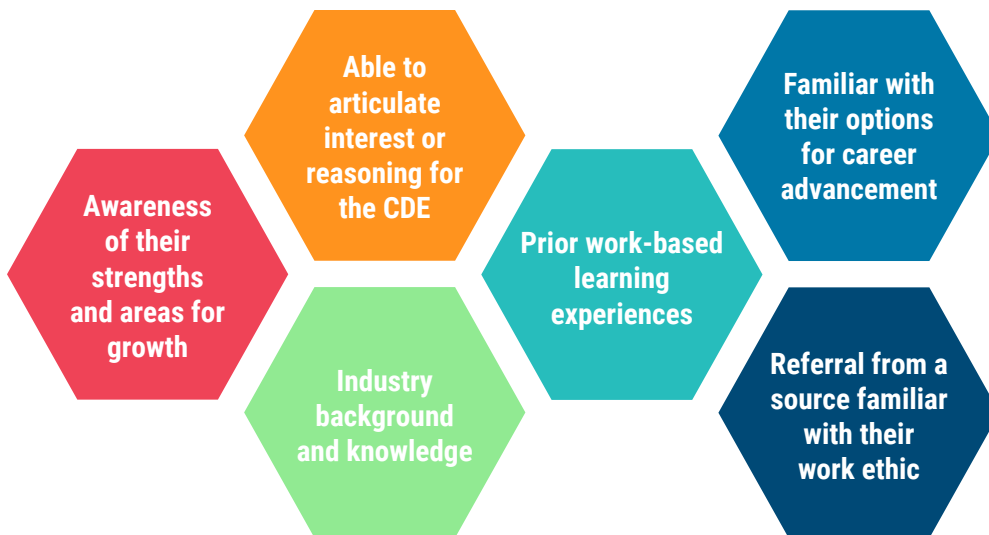 Awareness
of their
strengths
and areas for
growth
Able to
articulate
interest or
reasoning for
the CDE
Industry
background
and knowledge
Prior work-based
learning
experiences
Familiar with
their options
for career
advancement
Referral from a
source familiar
with their
work ethic